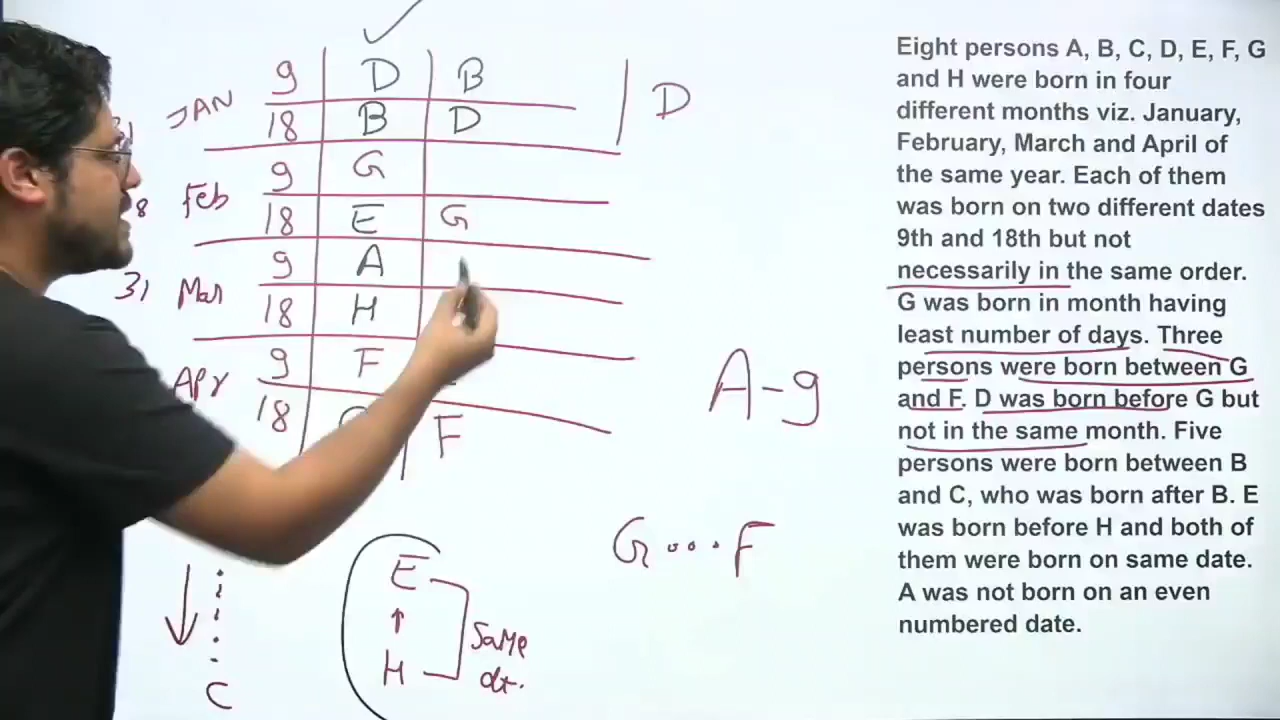 JAN 9 D B D
18 B D
Feb 9 G
18 E G
31 Mar 9 A
18 H
Apr 9 F
18 F
A-9
G...F
E
↑
H
Same
dt.
C
Eight persons A, B, C, D, E, F, G
and H were born in four
different months viz. January,
February, March and April of
the same year. Each of them
was born on two different dates
9th and 18th but not
necessarily in the same order.
G was born in month having
least number of days. Three
persons were born between G
and F. D was born before G but
not in the same month. Five
persons were born between B
and C, who was born after B. E
was born before H and both of
them were born on same date.
A was not born on an even
numbered date.